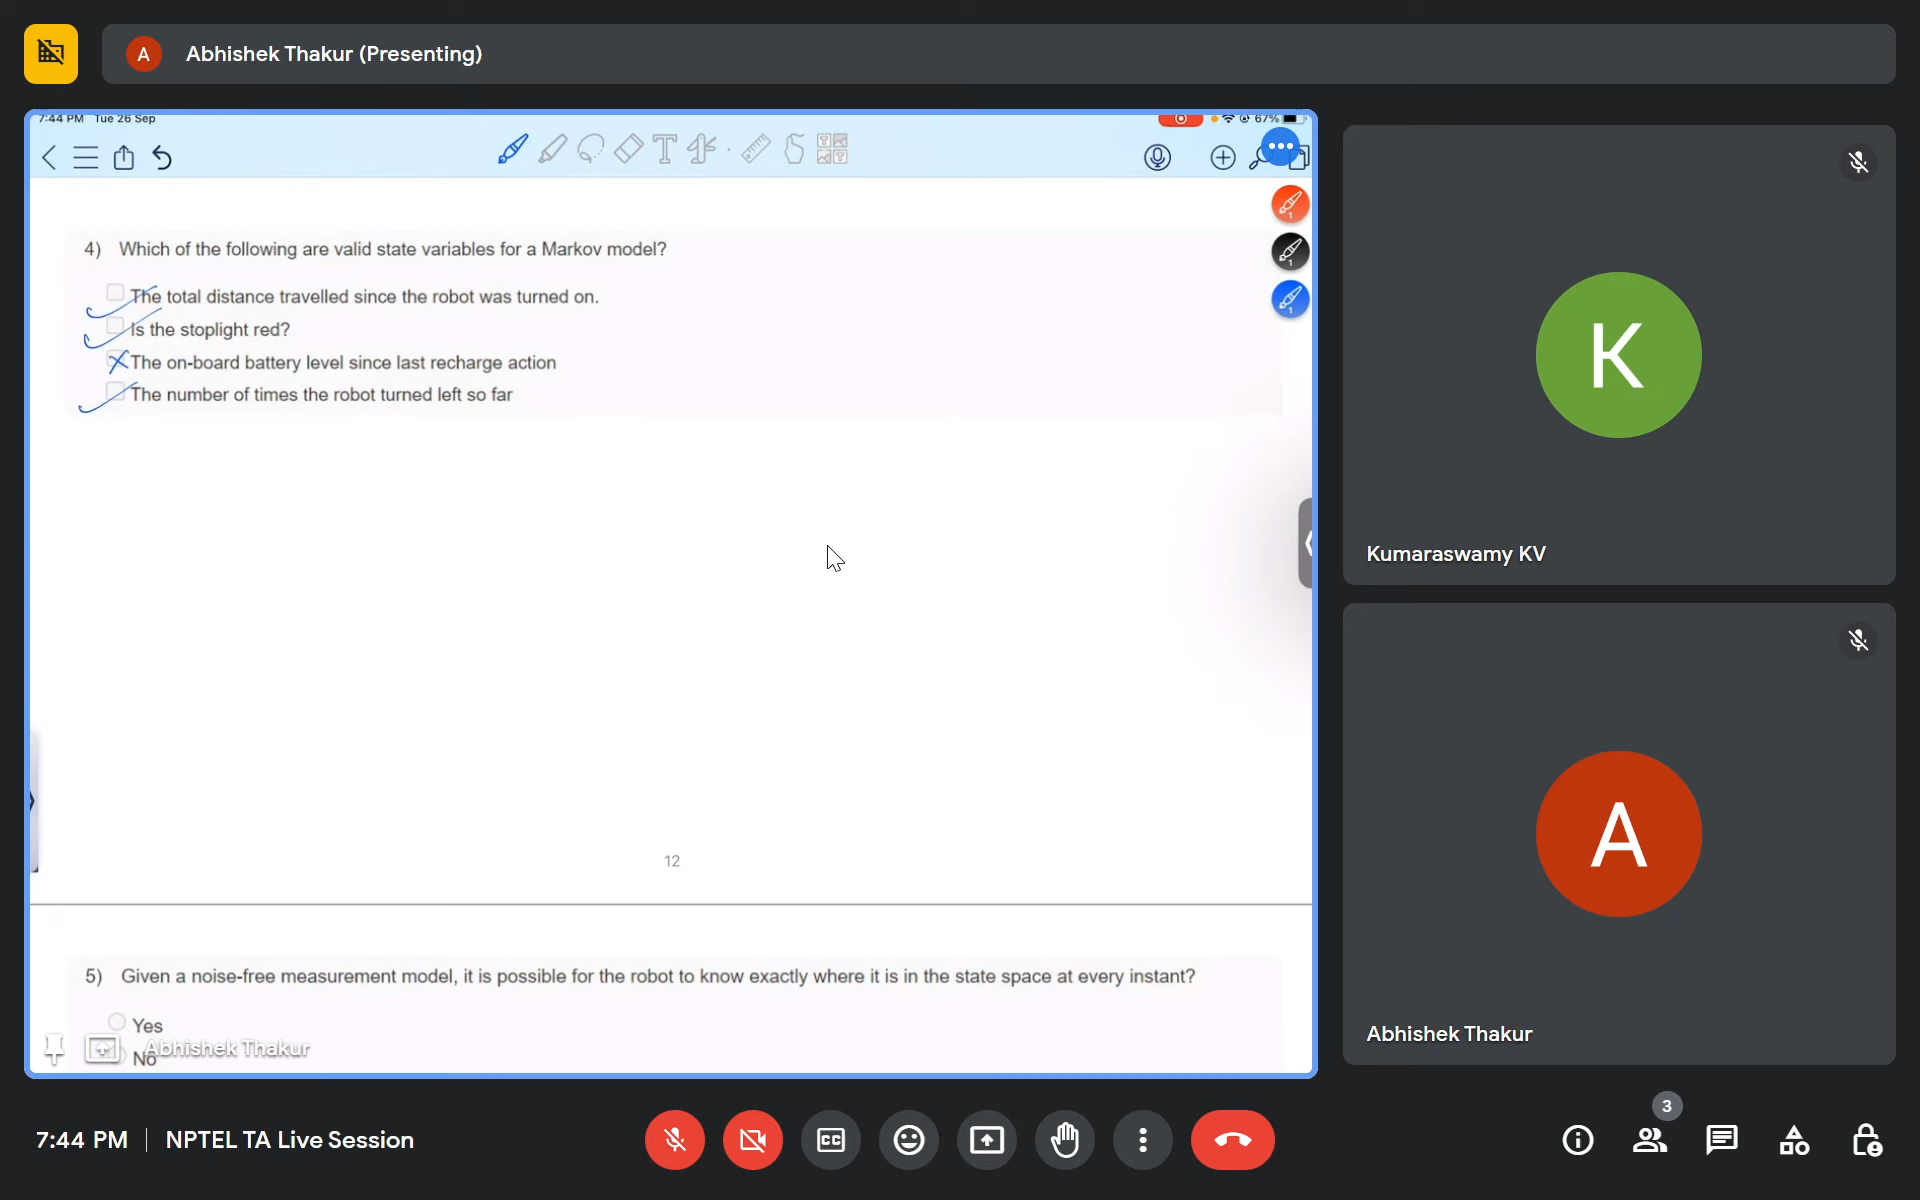 A
Abhishek Thakur (Presenting)
7:44 PM Tue 26 Sep
67%
T
1
1
1
4) Which of the following are valid state variables for a Markov model?
The total distance travelled since the robot was turned on.
Is the stoplight red?
The on-board battery level since last recharge action
The number of times the robot turned left so far
12
5) Given a noise-free measurement model, it is possible for the robot to know exactly where it is in the state space at every instant?
Yes
No
Abhishek Thakur
K
Kumaraswamy KV
A
Abhishek Thakur
3
7:44 PM
NPTEL TA Live Session
CC